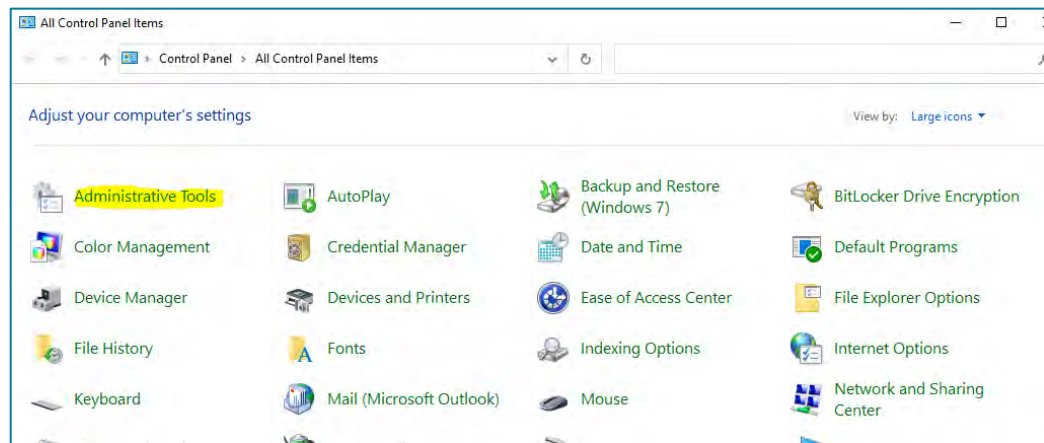 All Control Panel Items
Control Panel > All Control Panel Items
Adjust your computer's settings
View by: Large icons
Administrative Tools
AutoPlay
Backup and Restore
(Windows 7)
BitLocker Drive Encryption
Color Management
Credential Manager
Date and Time
Default Programs
Device Manager
Devices and Printers
Ease of Access Center
File Explorer Options
File History
Fonts
Indexing Options
Internet Options
Keyboard
Mail (Microsoft Outlook)
Mouse
Network and Sharing
Center